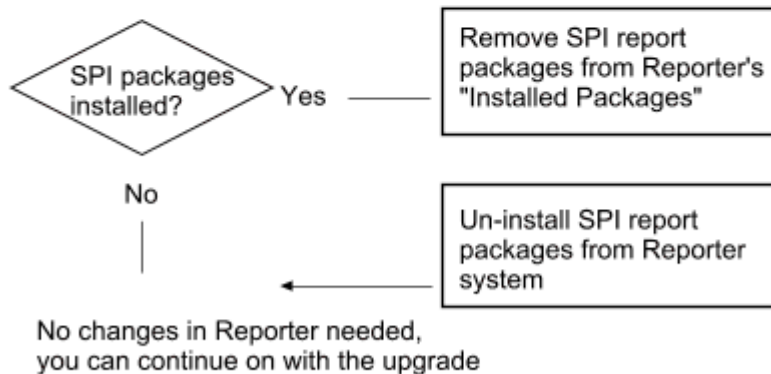 SPI packages
installed?
Yes
Remove SPI report
packages from Reporter's
"Installed Packages"
No
Un-install SPI report
packages from Reporter
system
No changes in Reporter needed,
you can continue on with the upgrade